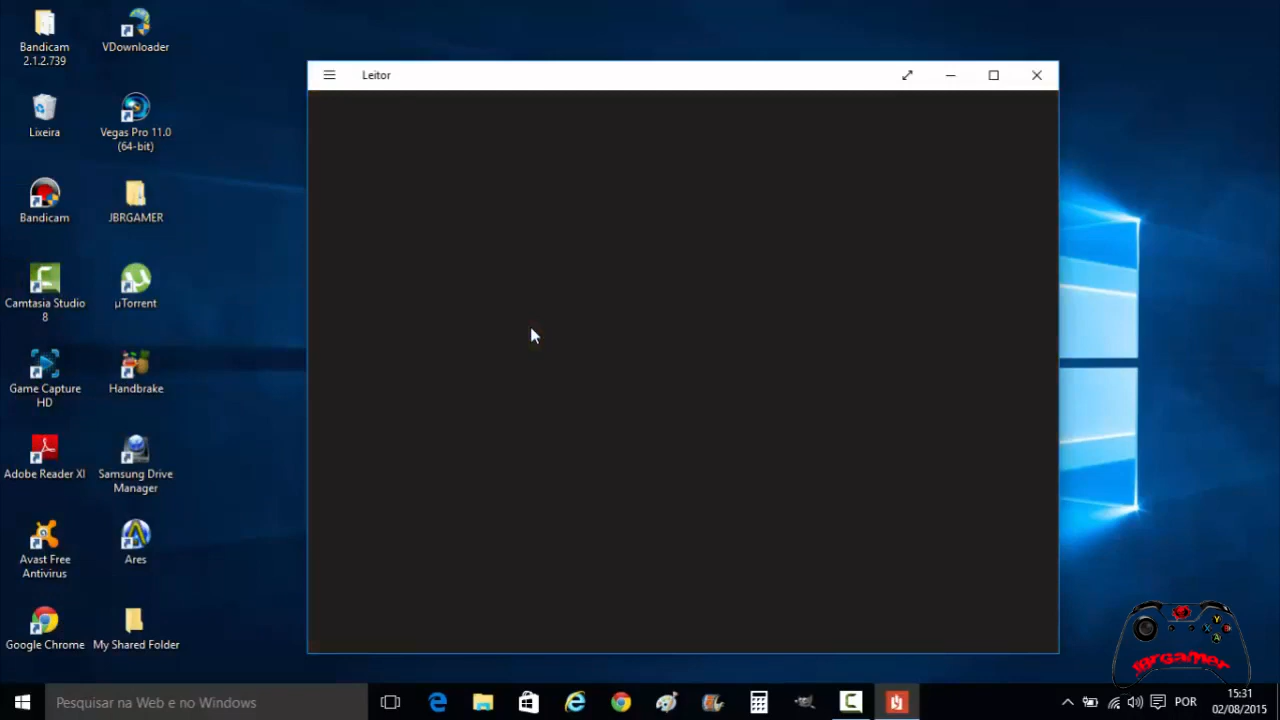 Bandicam
2.1.2.739
VDownloader
Lixeira
Vegas Pro 11.0
(64-bit)
Bandicam
JBRGAMER
Camtasia Studio
8
µTorrent
Game Capture
HD
Handbrake
Adobe Reader XI
Samsung Drive
Manager
Avast Free
Antivirus
Ares
Google Chrome
My Shared Folder
Leitor
Y
X
A
Jbrgamer
Pesquisar na Web e no Windows
POR
15:31
02/08/2015